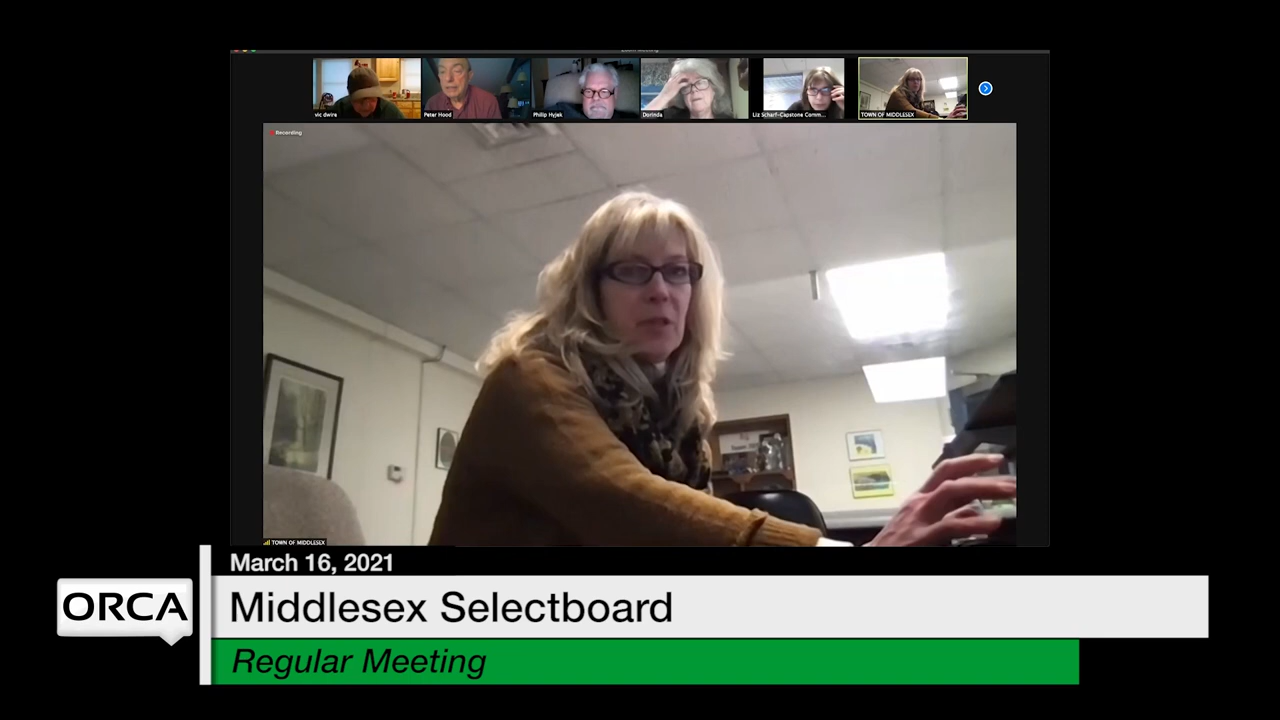 vic dwire
Peter Hood
Philip Hyjek
Dorinda
Liz Scharf-Capstone Comm...
TOWN OF MIDDLESEX
Recording
TOWN OF MIDDLESEX
March 16, 2021
ORCA
Middlesex Selectboard
Regular Meeting